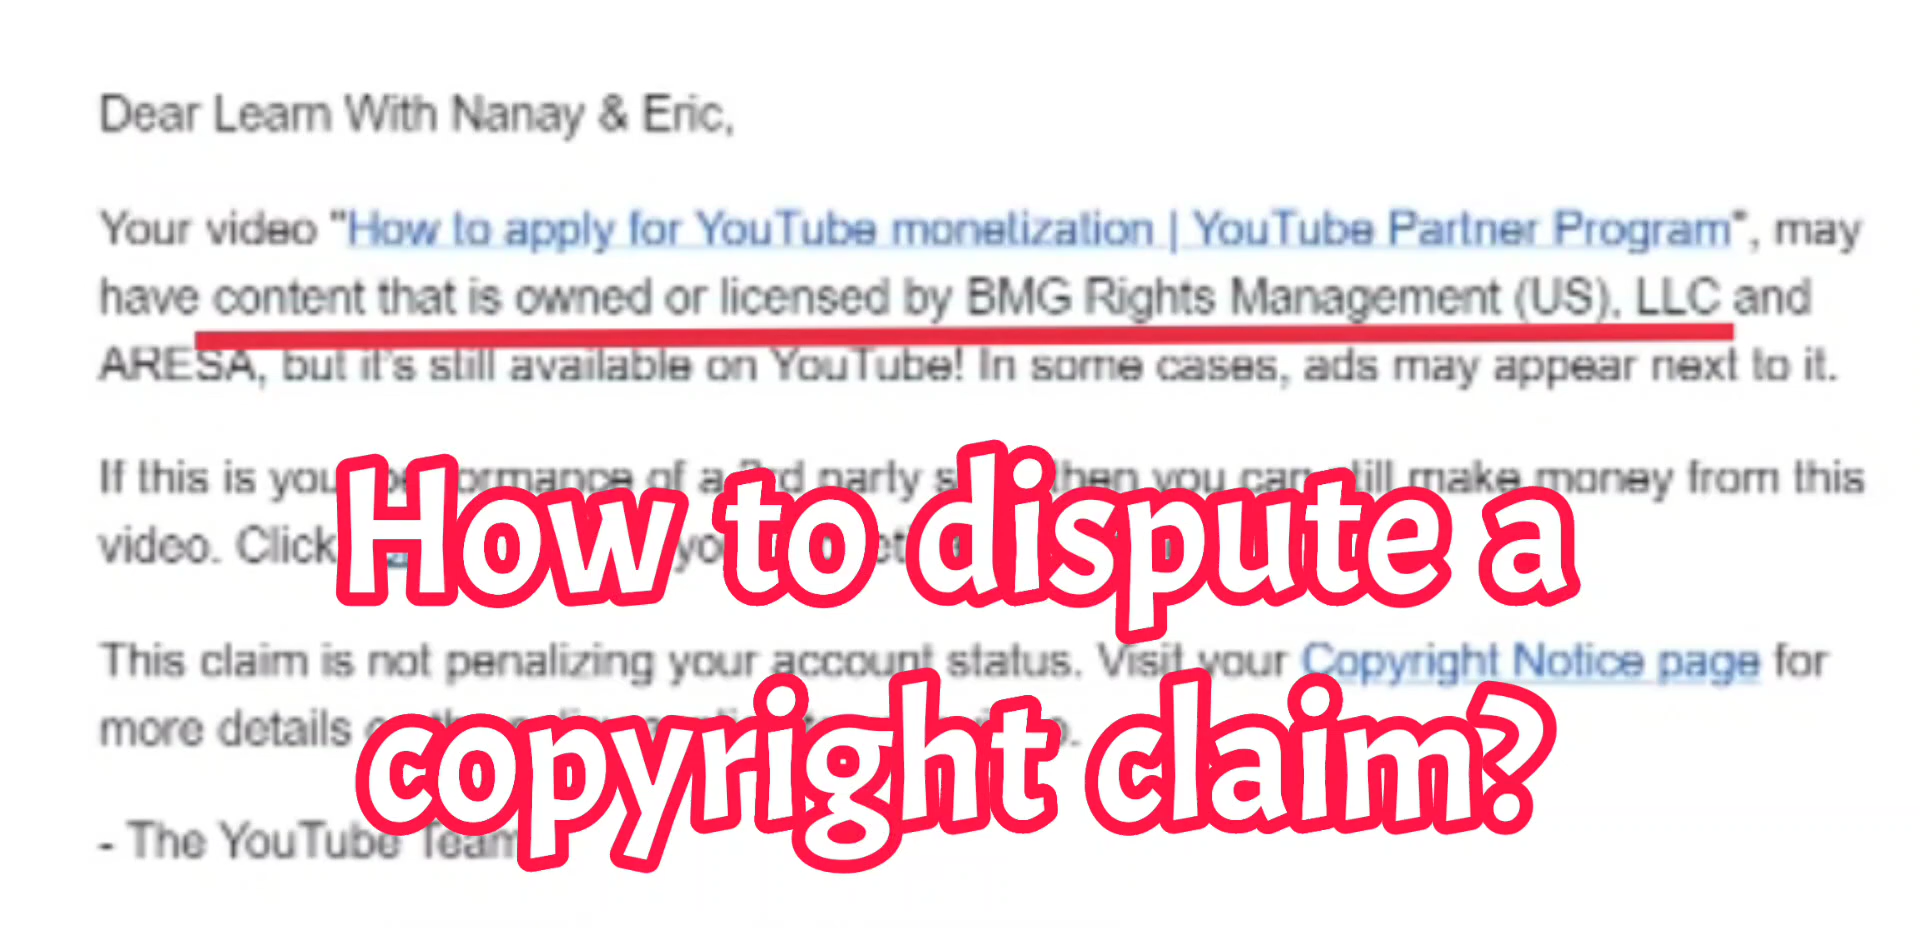 Dear Learn With Nanay & Eric,
Your video "How to apply for YouTube monetization | YouTube Partner Program", may
have content that is owned or licensed by BMG Rights Management (US), LLC and
ARESA, but it's still available on YouTube! In some cases, ads may appear next to it.
If this is of a party then you can still make money from this
video. Click
This claim is not penalizing your account status. Visit your Copyright Notice page for
more details
- The YouTube Team
How to dispute a
copyright claim?